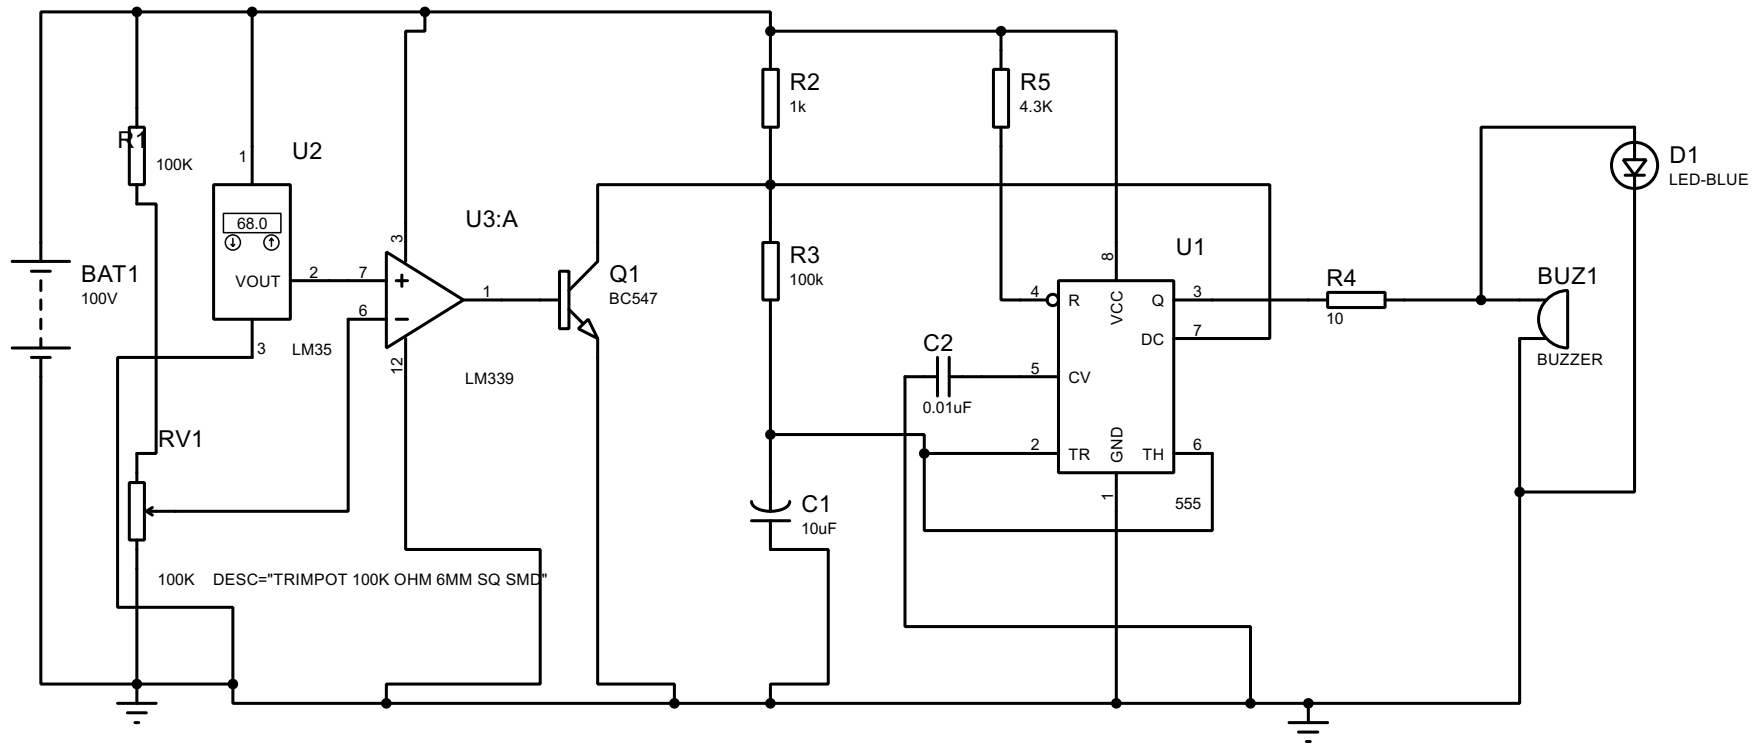 R1
100K
BAT1
100V
U2
1
68.0
VOUT
2
3
LM35
RV1
100K DESC="TRIMPOT 100K OHM 6MM SQ SMD"
U3:A
3
7
+
6
−
1
12
LM339
Q1
BC547
R2
1k
R3
100k
C1
10uF
R5
4.3K
C2
0.01uF
U1
8
4
R
VCC
Q
3
DC
7
5
CV
2
TR
GND
TH
6
1
555
R4
10
BUZ1
BUZZER
D1
LED-BLUE